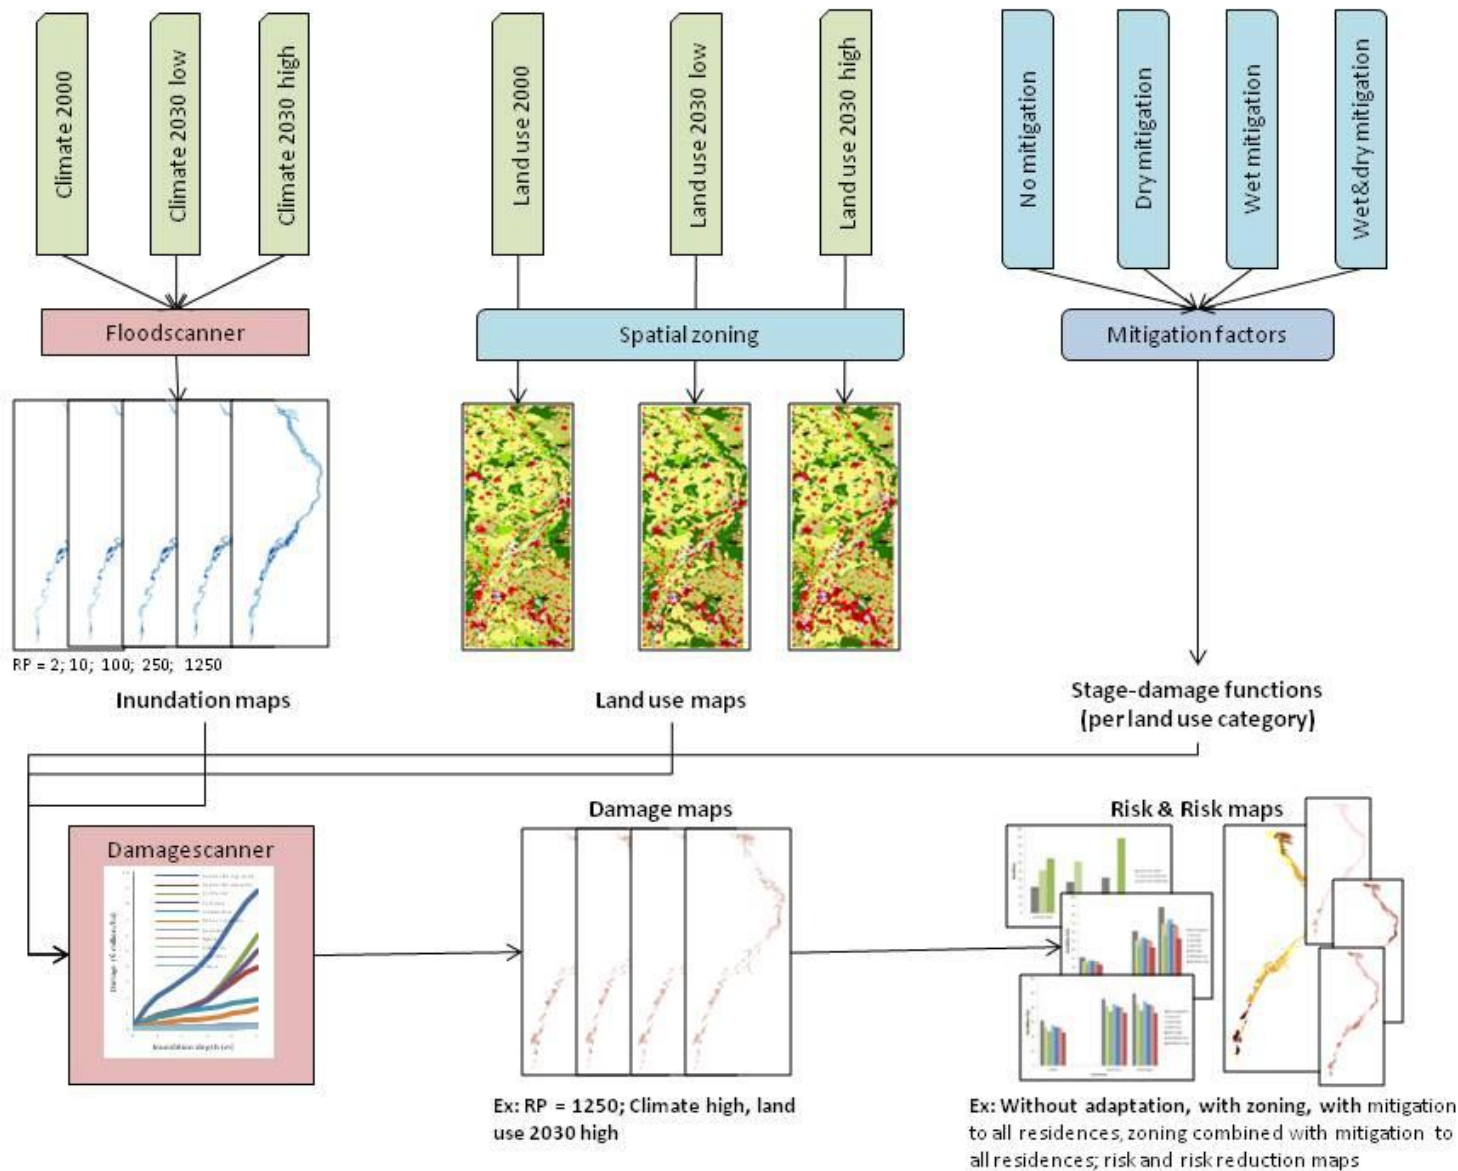 Climate 2000
Climate 2030 low
Climate 2030 high
Land use 2000
Land use 2030 low
Land use 2030 high
No mitigation
Dry mitigation
Wet mitigation
Wet&dry mitigation
Floodscanner
Spatial zoning
Mitigation factors
RP = 2; 10; 100; 250; 1250
Inundation maps
Land use maps
Stage-damage functions
(per land use category)
Damagescanner
Inundation depth (m)
Damage maps
Risk & Risk maps
Ex: RP = 1250; Climate high, land
use 2030 high
Ex: Without adaptation, with zoning, with mitigation
to all residences, zoning combined with mitigation to
all residences; risk and risk reduction maps